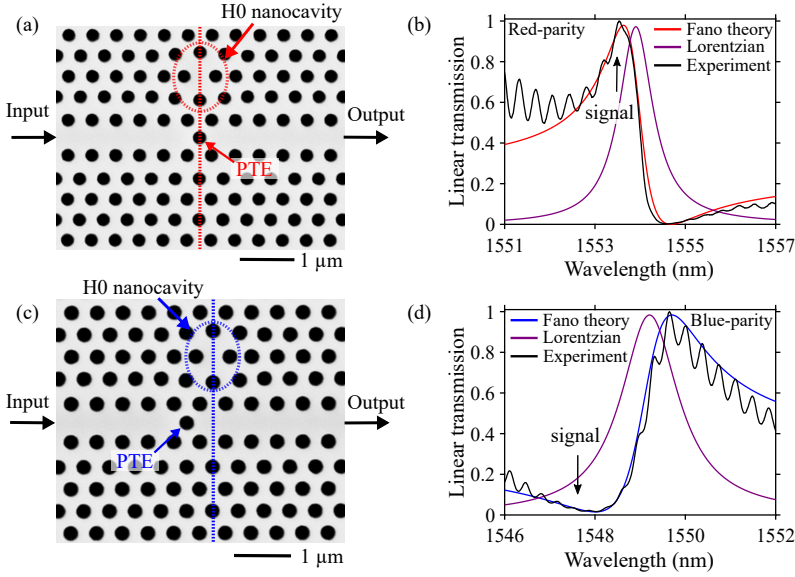 (a)
H0 nanocavity
Input
Output
PTE
1 µm
(b)
Red-parity
Fano theory
Lorentzian
Experiment
signal
Linear transmission
1
0.8
0.6
0.4
0.2
0
1551
1553
1555
1557
Wavelength (nm)
(c)
H0 nanocavity
Input
Output
PTE
1 µm
(d)
Fano theory
Blue-parity
Lorentzian
Experiment
signal
Linear transmission
1
0.8
0.6
0.4
0.2
0
1546
1548
1550
1552
Wavelength (nm)